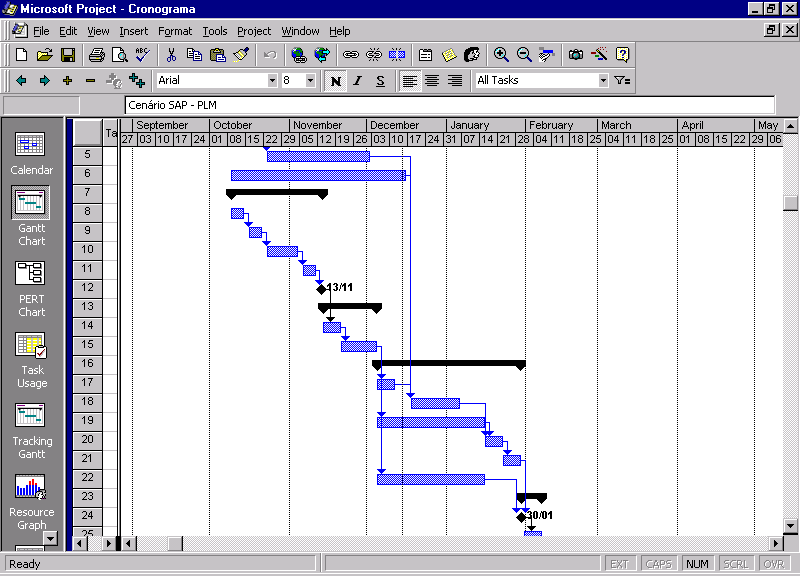 Microsoft Project - Cronograma
File Edit View Insert Format Tools Project Window Help
Arial 8 N I S All Tasks
Cenário SAP - PLM
Ta September October November December January February March April May
27 03 10 17 24 01 08 15 22 29 05 12 19 26 03 10 17 24 31 07 14 21 28 04 11 18 25 04 11 18 25 01 08 15 22 29 06
Calendar
Gantt
Chart
PERT
Chart
Task
Usage
Tracking
Gantt
Resource
Graph
5
6
7
8
9
10
11
12 13/11
13
14
15
16
17
18
19
20
21
22
23
24 30/01
25
Ready EXT CAPS NUM SCRL OVR